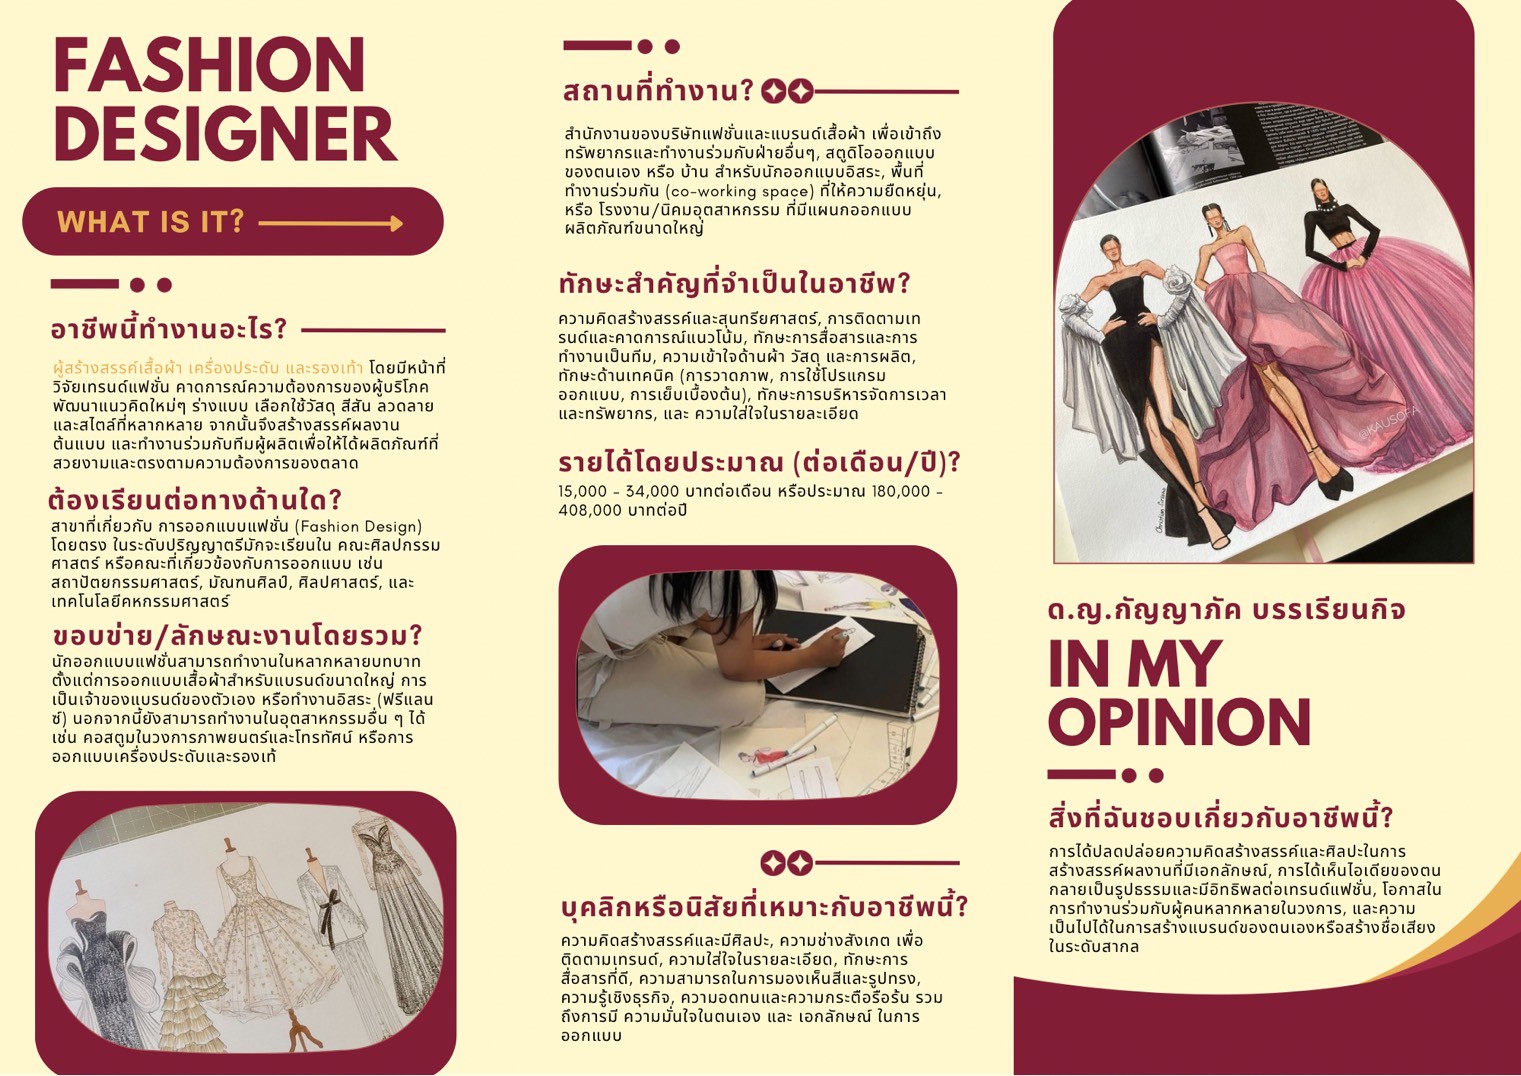 FASHION
DESIGNER
WHAT IS IT?
อาชีพนี้ทำงานอะไร?
ผู้สร้างสรรค์เสื้อผ้า เครื่องประดับ และรองเท้า โดยมีหน้าที่
วิจัยเทรนด์แฟชั่น คาดการณ์ความต้องการของผู้บริโภค
พัฒนาแนวคิดใหม่ๆ ร่างแบบ เลือกใช้วัสดุ สีสัน ลวดลาย
และสไตล์ที่หลากหลาย จากนั้นจึงสร้างสรรค์ผลงาน
ต้นแบบ และทำงานร่วมกับทีมผู้ผลิตเพื่อให้ได้ผลิตภัณฑ์ที่
สวยงามและตรงตามความต้องการของตลาด
ต้องเรียนต่อทางด้านใด?
สาขาที่เกี่ยวกับ การออกแบบแฟชั่น (Fashion Design)
โดยตรง ในระดับปริญญาตรีมักจะเรียนใน คณะศิลปกรรม
ศาสตร์ หรือคณะที่เกี่ยวข้องกับการออกแบบ เช่น
สถาปัตยกรรมศาสตร์, มัณฑนศิลป์, ศิลปศาสตร์, และ
เทคโนโลยีคหกรรมศาสตร์
ขอบข่าย/ลักษณะงานโดยรวม?
นักออกแบบแฟชั่นสามารถทำงานในหลากหลายบทบาท
ตั้งแต่การออกแบบเสื้อผ้าสำหรับแบรนด์ขนาดใหญ่ การ
เป็นเจ้าของแบรนด์ของตัวเอง หรือทำงานอิสระ (ฟรีแลน
ซ์) นอกจากนี้ยังสามารถทำงานในอุตสาหกรรมอื่น ๆ ได้
เช่น คอสตูมในวงการภาพยนตร์และโทรทัศน์ หรือการ
ออกแบบเครื่องประดับและรองเท้
สถานที่ทำงาน?
สำนักงานของบริษัทแฟชั่นและแบรนด์เสื้อผ้า เพื่อเข้าถึง
ทรัพยากรและทำงานร่วมกับฝ่ายอื่นๆ, สตูดิโอออกแบบ
ของตนเอง หรือ บ้าน สำหรับนักออกแบบอิสระ, พื้นที่
ทำงานร่วมกัน (co-working space) ที่ให้ความยืดหยุ่น,
หรือ โรงงาน/นิคมอุตสาหกรรม ที่มีแผนกออกแบบ
ผลิตภัณฑ์ขนาดใหญ่
ทักษะสำคัญที่จำเป็นในอาชีพ?
ความคิดสร้างสรรค์และสุนทรียศาสตร์, การติดตามเท
รนด์และคาดการณ์แนวโน้ม, ทักษะการสื่อสารและการ
ทำงานเป็นทีม, ความเข้าใจด้านผ้า วัสดุ และการผลิต,
ทักษะด้านเทคนิค (การวาดภาพ, การใช้โปรแกรม
ออกแบบ, การเย็บเบื้องต้น), ทักษะการบริหารจัดการเวลา
และทรัพยากร, และ ความใส่ใจในรายละเอียด
รายได้โดยประมาณ (ต่อเดือน/ปี)?
15,000 - 34,000 บาทต่อเดือน หรือประมาณ 180,000 -
408,000 บาทต่อปี
บุคลิกหรือนิสัยที่เหมาะกับอาชีพนี้?
ความคิดสร้างสรรค์และมีศิลปะ, ความช่างสังเกต เพื่อ
ติดตามเทรนด์, ความใส่ใจในรายละเอียด, ทักษะการ
สื่อสารที่ดี, ความสามารถในการมองเห็นสีและรูปทรง,
ความรู้เชิงธุรกิจ, ความอดทนและความกระตือรือร้น รวม
ถึงการมี ความมั่นใจในตนเอง และ เอกลักษณ์ ในการ
ออกแบบ
@KAUSOFA
ด.ญ.กัญญาภัค บรรเรียนกิจ
IN MY
OPINION
สิ่งที่ฉันชอบเกี่ยวกับอาชีพนี้?
การได้ปลดปล่อยความคิดสร้างสรรค์และศิลปะในการ
สร้างสรรค์ผลงานที่มีเอกลักษณ์, การได้เห็นไอเดียของตน
กลายเป็นรูปธรรมและมีอิทธิพลต่อเทรนด์แฟชั่น, โอกาสใน
การทำงานร่วมกับผู้คนหลากหลายในวงการ, และความ
เป็นไปได้ในการสร้างแบรนด์ของตนเองหรือสร้างชื่อเสียง
ในระดับสากล